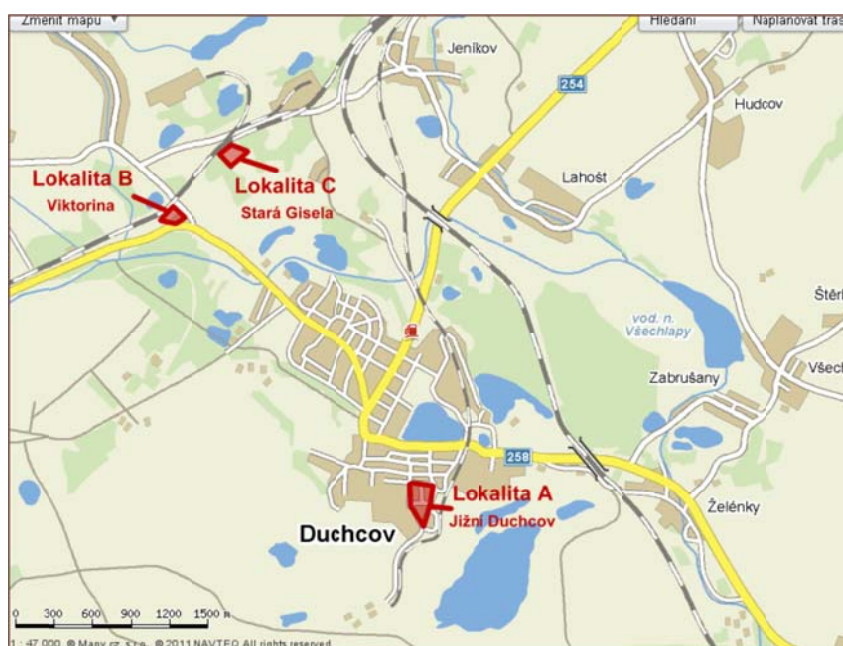 Změnit mapu
Hledání
Naplánovat tras
Jeníkov
254
Hudcov
Lokalita B
Viktorina
Lokalita C
Stará Gisela
Lahošť
vod. n.
Všechlapy
Štěrb
Zabrušany
Všech
258
Lokalita A
Jižní Duchcov
Želénky
Duchcov
0 300 600 900 1200 1500 m
1 : 47 000 © Mapy cz, s.r.o. © 2011 NAVTEQ All rights reserved